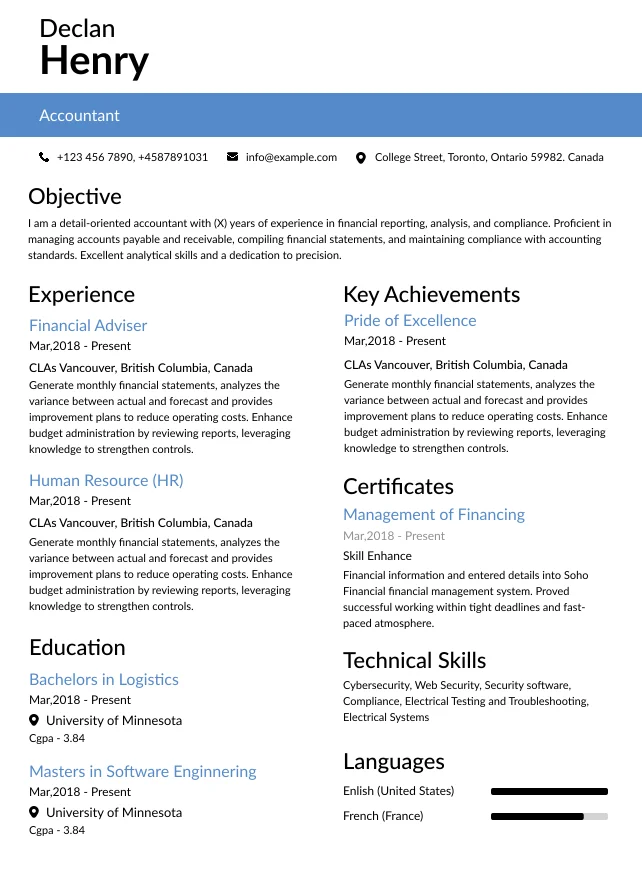 Declan
Henry
Accountant
+123 456 7890, +4587891031 info@example.com College Street, Toronto, Ontario 59982. Canada
Objective
I am a detail-oriented accountant with (X) years of experience in financial reporting, analysis, and compliance. Proficient in
managing accounts payable and receivable, compiling financial statements, and maintaining compliance with accounting
standards. Excellent analytical skills and a dedication to precision.
Experience
Financial Adviser
Mar,2018 - Present
CLAs Vancouver, British Columbia, Canada
Generate monthly financial statements, analyzes the
variance between actual and forecast and provides
improvement plans to reduce operating costs. Enhance
budget administration by reviewing reports, leveraging
knowledge to strengthen controls.
Human Resource (HR)
Mar,2018 - Present
CLAs Vancouver, British Columbia, Canada
Generate monthly financial statements, analyzes the
variance between actual and forecast and provides
improvement plans to reduce operating costs. Enhance
budget administration by reviewing reports, leveraging
knowledge to strengthen controls.
Education
Bachelors in Logistics
Mar,2018 - Present
University of Minnesota
Cgpa - 3.84
Masters in Software Enginnering
Mar,2018 - Present
University of Minnesota
Cgpa - 3.84
Key Achievements
Pride of Excellence
Mar,2018 - Present
CLAs Vancouver, British Columbia, Canada
Generate monthly financial statements, analyzes the
variance between actual and forecast and provides
improvement plans to reduce operating costs. Enhance
budget administration by reviewing reports, leveraging
knowledge to strengthen controls.
Certificates
Management of Financing
Mar,2018 - Present
Skill Enhance
Financial information and entered details into Soho
Financial financial management system. Proved
successful working within tight deadlines and fast-
paced atmosphere.
Technical Skills
Cybersecurity, Web Security, Security software,
Compliance, Electrical Testing and Troubleshooting,
Electrical Systems
Languages
Enlish (United States)
French (France)